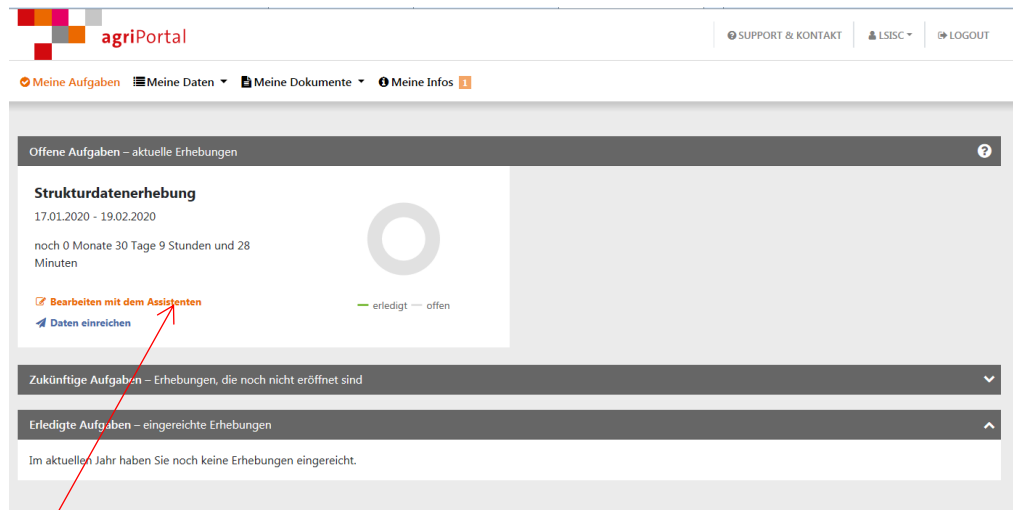 agriPortal
SUPPORT & KONTAKT LSISC LOGOUT
Meine Aufgaben Meine Daten Meine Dokumente Meine Infos 1
Offene Aufgaben – aktuelle Erhebungen
Strukturdatenerhebung
17.01.2020 - 19.02.2020
noch 0 Monate 30 Tage 9 Stunden und 28
Minuten
Bearbeiten mit dem Assistenten
erledigt offen
Daten einreichen
Zukünftige Aufgaben – Erhebungen, die noch nicht eröffnet sind
Erledigte Aufgaben – eingereichte Erhebungen
Im aktuellen Jahr haben Sie noch keine Erhebungen eingereicht.